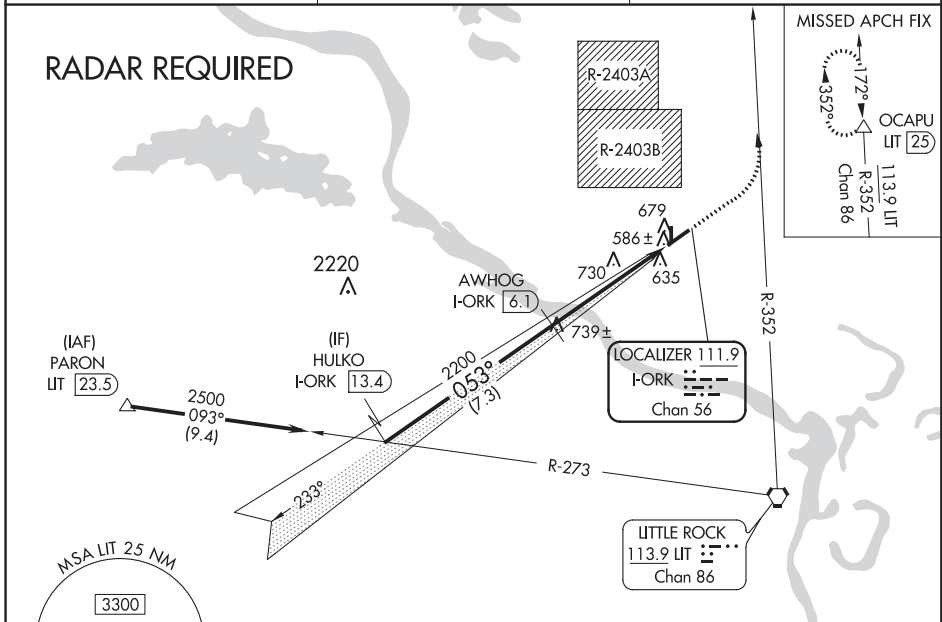 RADAR REQUIRED
R-2403A
R-2403B
MISSED APCH FIX
352°
172°
OCAPU
LIT 25
113.9 LIT
R-352
Chan 86
679
586 ±
730
635
2220
AWHOG
I-ORK 6.1
739 ±
R-352
(IAF)
PARON
LIT 23.5
(IF)
HULKO
I-ORK 13.4
2200
053°
(7.3)
LOCALIZER 111.9
I-ORK
Chan 56
2500
093°
(9.4)
R-273
233°
LITTLE ROCK
113.9 LIT
Chan 86
MSA LIT 25 NM
3300